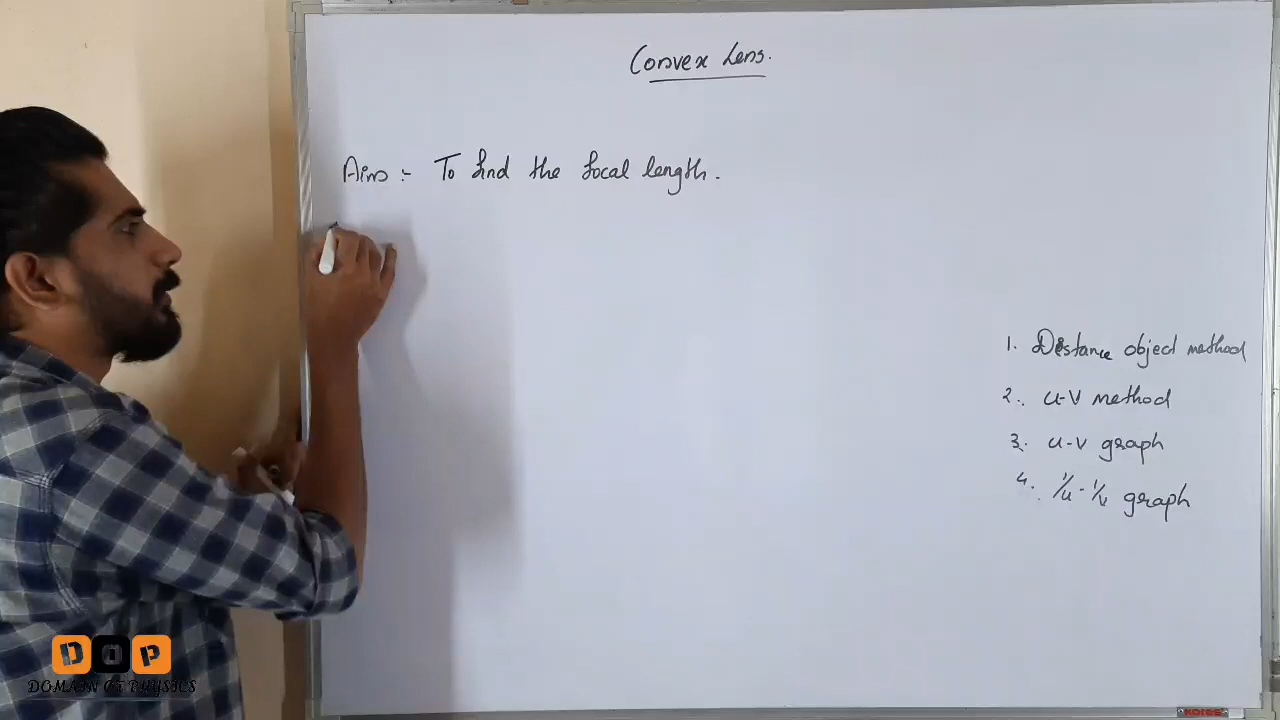 Convex Lens.
Aim :- To find the focal length.
1. Distance object method
2. u-v method
3. u-v graph
4. 1/u - 1/v graph
DOP
DOMAIN OF PHYSICS
KORES